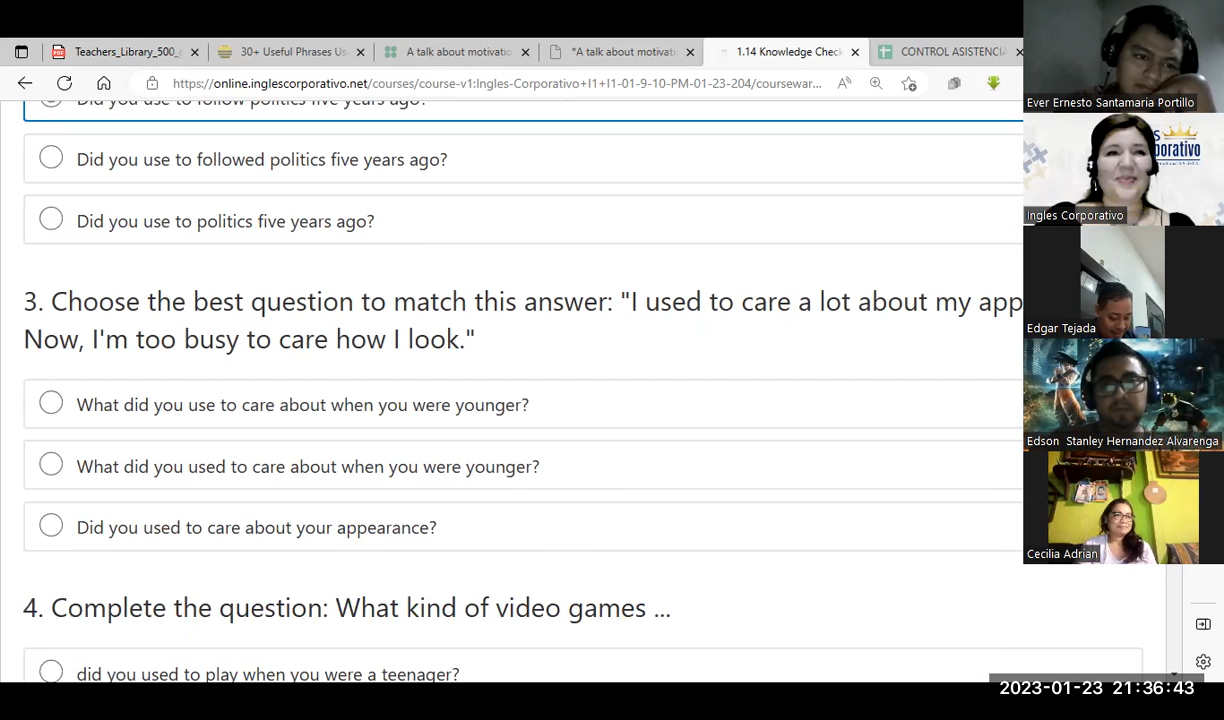 Teachers_Library_500_
30+ Useful Phrases Us
A talk about motivatio
*A talk about motivati
1.14 Knowledge Check
CONTROL ASISTENCIA
https://online.inglescorporativo.net/courses/course-v1:Ingles-Corporativo+I1+I1-01-9-10-PM-01-23-204/coursewar...
Did you use to follow politics five years ago?
Did you use to followed politics five years ago?
Did you use to politics five years ago?
3. Choose the best question to match this answer: "I used to care a lot about my app
Now, I'm too busy to care how I look."
What did you use to care about when you were younger?
What did you used to care about when you were younger?
Did you used to care about your appearance?
4. Complete the question: What kind of video games ...
did you used to play when you were a teenager?
Ever Ernesto Santamaria Portillo
S
porativo
Ingles Corporativo
Edgar Tejada
Edson Stanley Hernandez Alvarenga
Cecilia Adrian
2023-01-23 21:36:43